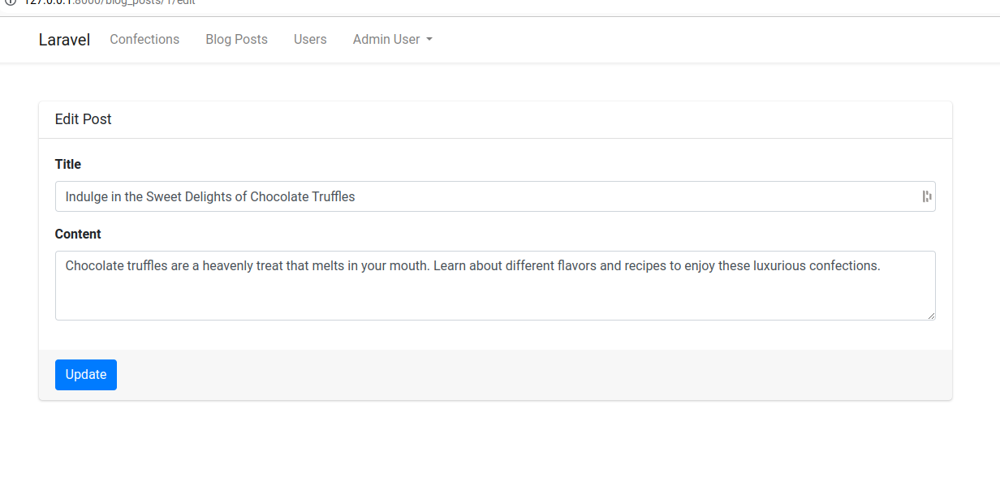 127.0.0.1:8000/blog_posts/1/edit
Laravel Confections Blog Posts Users Admin User
Edit Post
Title
Indulge in the Sweet Delights of Chocolate Truffles
Content
Chocolate truffles are a heavenly treat that melts in your mouth. Learn about different flavors and recipes to enjoy these luxurious confections.
Update